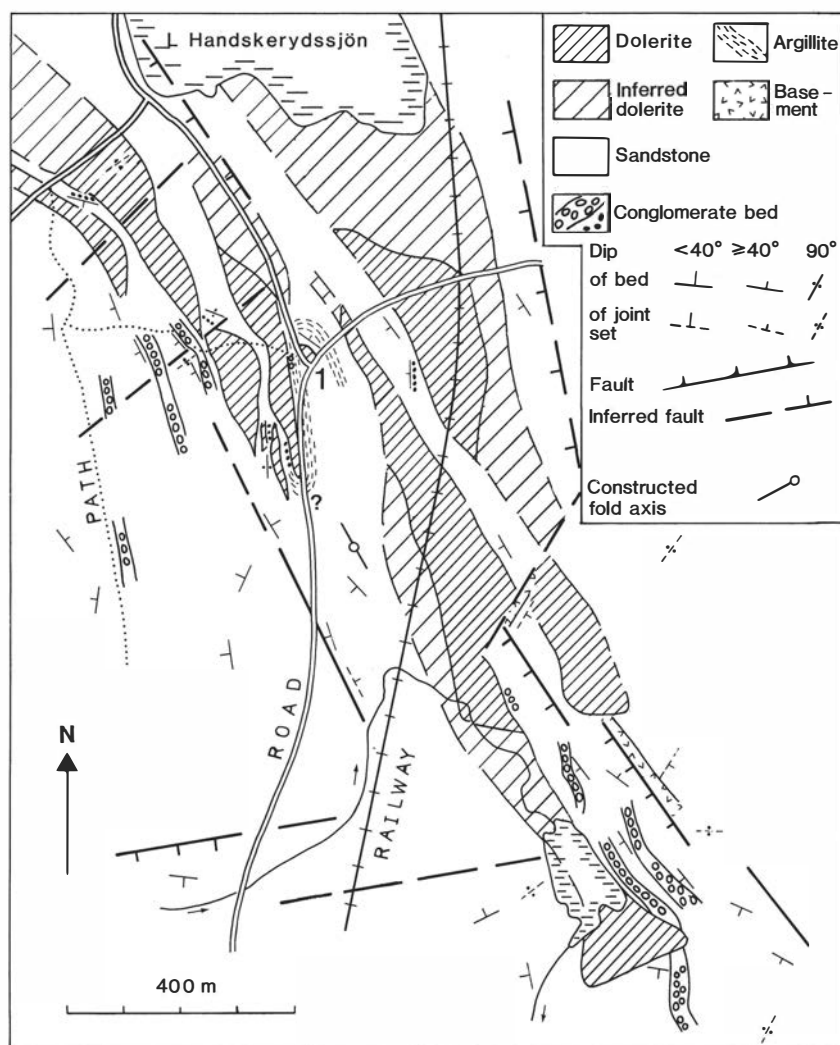 Handskerydssjön
Dolerite
Argillite
Inferred
dolerite
Base-
ment
Sandstone
Conglomerate bed
Dip <40° ≥40° 90°
of bed
of joint
set
Fault
Inferred fault
Constructed
fold axis
1
?
PATH
ROAD
RAILWAY
N
400 m